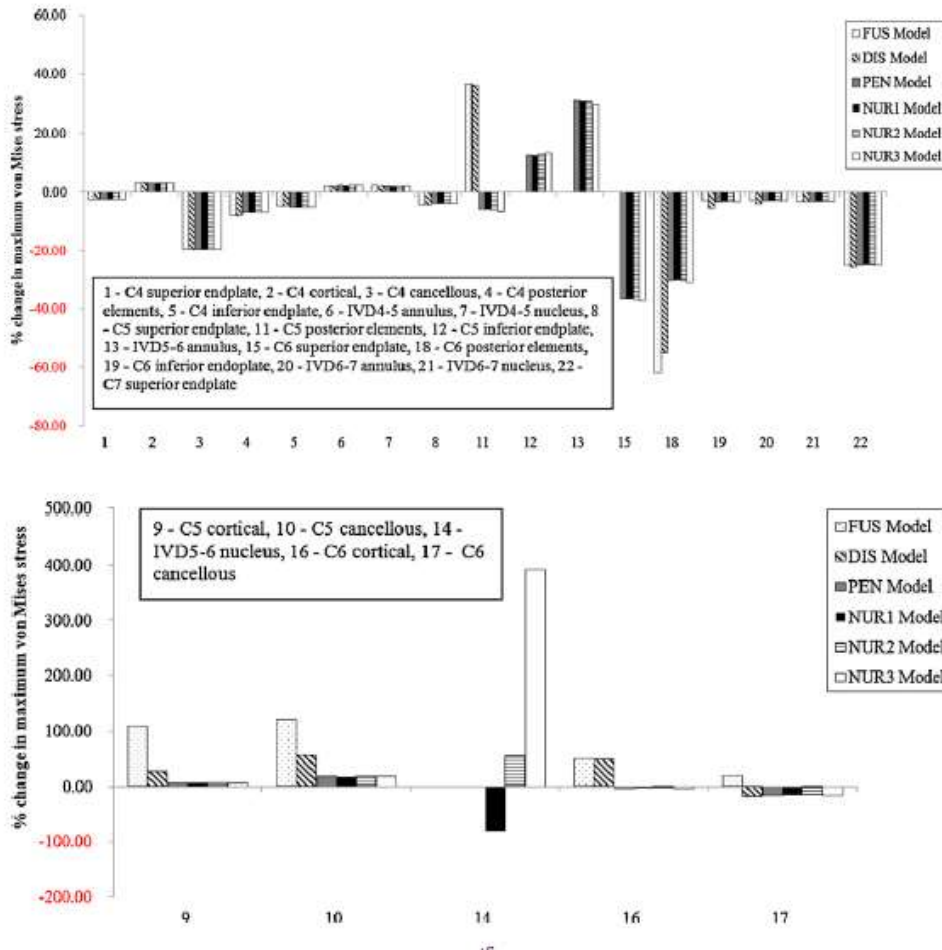 60.00
40.00
20.00
0.00
-20.00
-40.00
-60.00
-80.00
% change in maximum von Mises stress
FUS Model
DIS Model
PEN Model
NUR1 Model
NUR2 Model
NUR3 Model
1 - C4 superior endplate, 2 - C4 cortical, 3 - C4 cancellous, 4 - C4 posterior
elements, 5 - C4 inferior endplate, 6 - IVD4-5 annulus, 7 - IVD4-5 nucleus, 8
- C5 superior endplate, 11 - C5 posterior elements, 12 - C5 inferior endplate,
13 - IVD5-6 annulus, 15 - C6 superior endplate, 18 - C6 posterior elements,
19 - C6 inferior endoplate, 20 - IVD6-7 annulus, 21 - IVD6-7 nucleus, 22 -
C7 superior endplate
1 2 3 4 5 6 7 8 11 12 13 15 18 19 20 21 22
500.00
400.00
300.00
200.00
100.00
0.00
-100.00
-200.00
% change in maximum von Mises stress
9 - C5 cortical, 10 - C5 cancellous, 14 -
IVD5-6 nucleus, 16 - C6 cortical, 17 - C6
cancellous
FUS Model
DIS Model
PEN Model
NUR1 Model
NUR2 Model
NUR3 Model
9 10 14 16 17